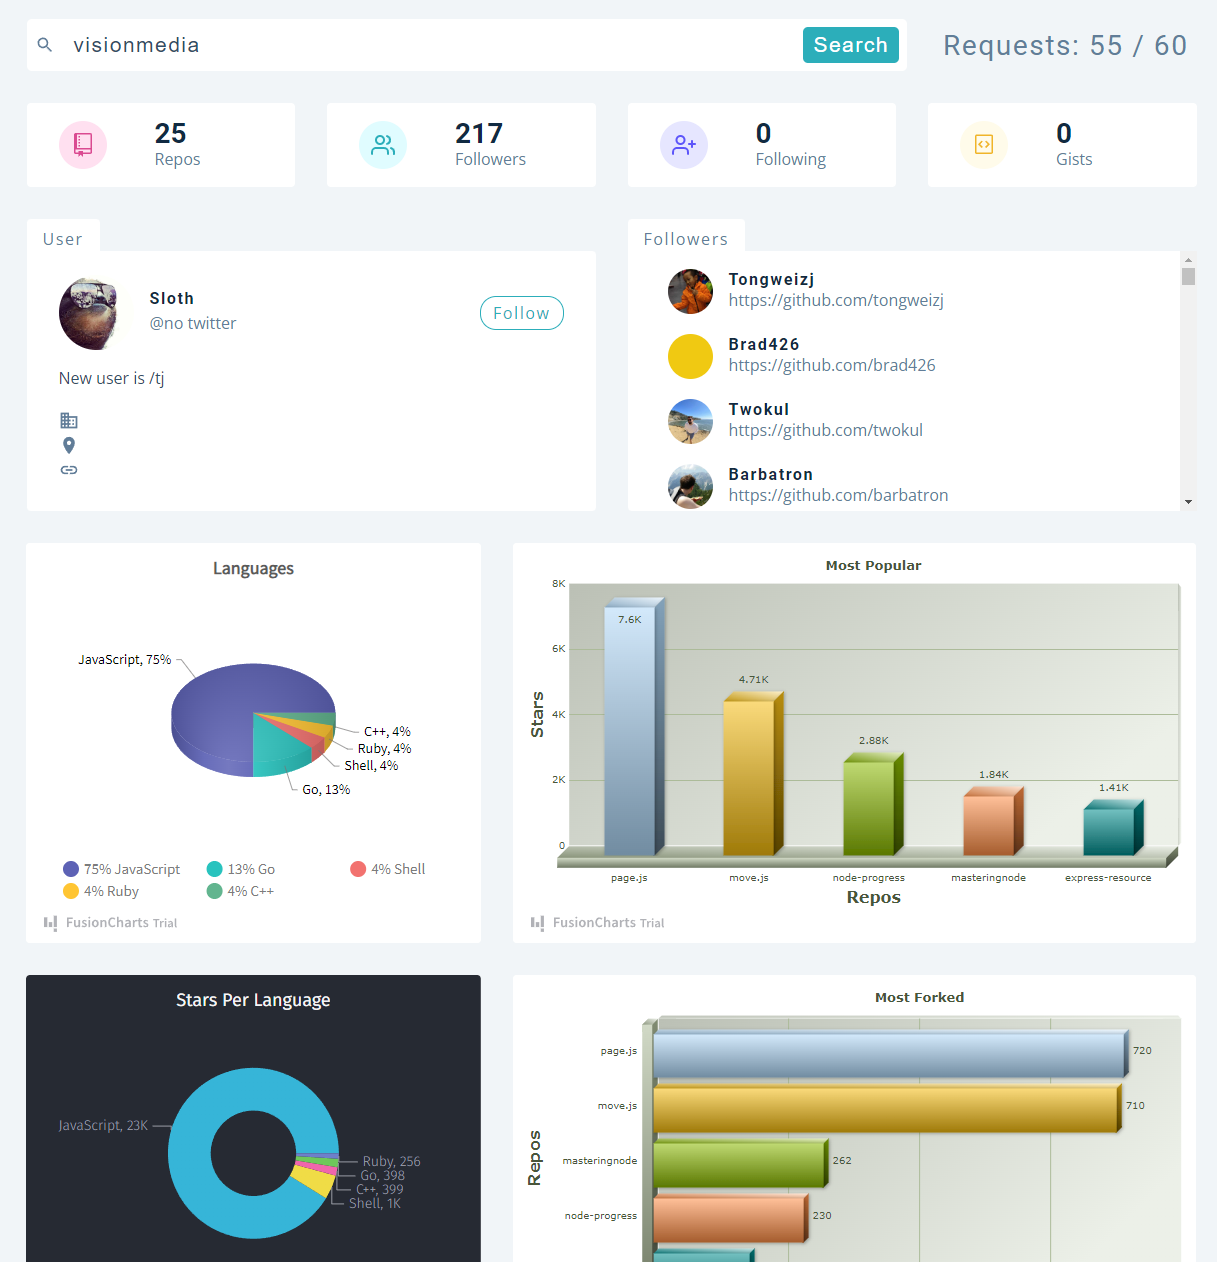 visionmedia
Search
Requests: 55 / 60
25
Repos
217
Followers
0
Following
0
Gists
User
Sloth
@no twitter
Follow
New user is /tj
Followers
Tongweizj
https://github.com/tongweizj
Brad426
https://github.com/brad426
Twokul
https://github.com/twokul
Barbatron
https://github.com/barbatron
Languages
JavaScript, 75%
C++, 4%
Ruby, 4%
Shell, 4%
Go, 13%
75% JavaScript
13% Go
4% Shell
4% Ruby
4% C++
FusionCharts Trial
Most Popular
8K
6K
4K
2K
0
Stars
7.6K
4.71K
2.88K
1.84K
1.41K
page.js
move.js
node-progress
masteringnode
express-resource
Repos
FusionCharts Trial
Stars Per Language
JavaScript, 23K
Ruby, 256
Go, 398
C++, 399
Shell, 1K
Most Forked
Repos
page.js
720
move.js
710
masteringnode
262
node-progress
230